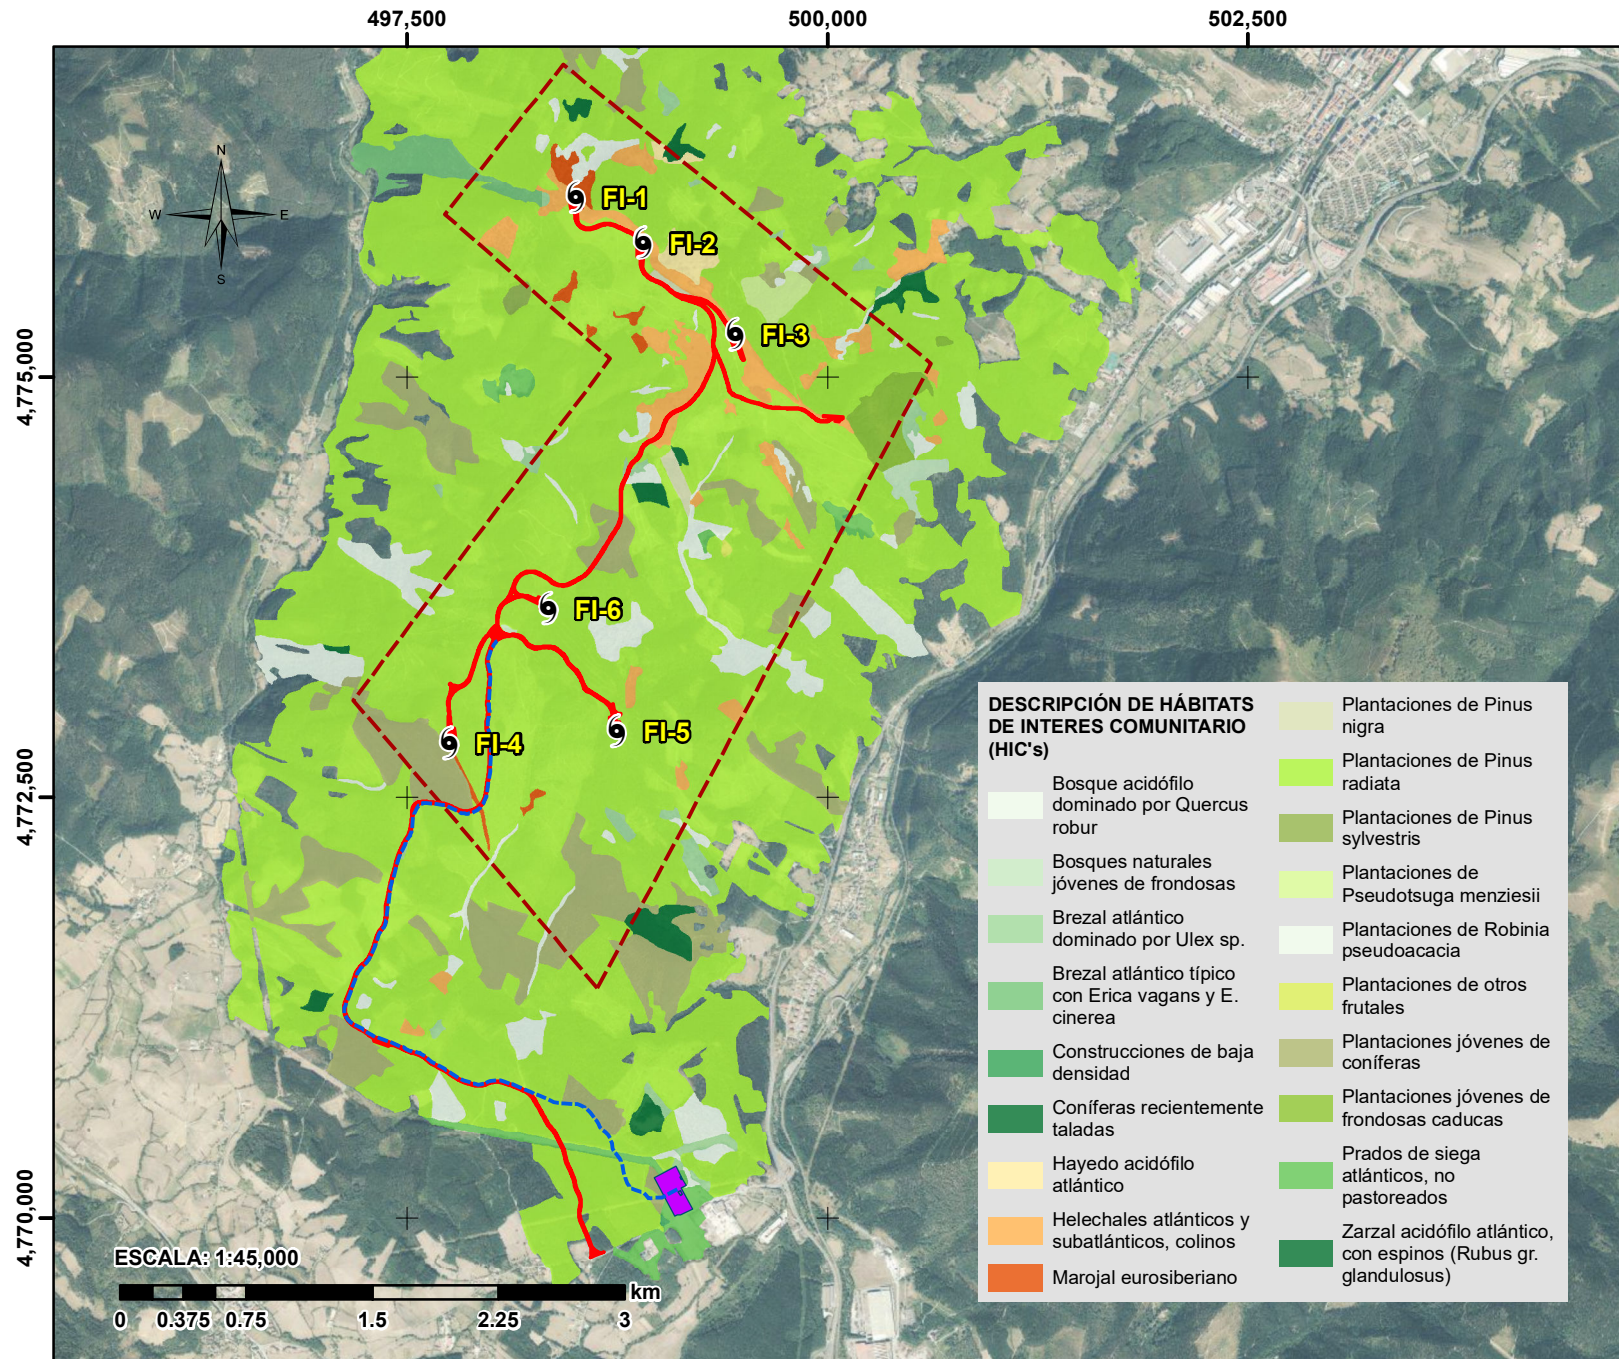 497,500
500,000
502,500
N
W
E
S
FI-1
FI-2
FI-3
4,775,000
FI-6
FI-5
FI-4
4,772,500
DESCRIPCIÓN DE HÁBITATS
DE INTERES COMUNITARIO
(HIC's)
Bosque acidófilo
dominado por Quercus
robur
Bosques naturales
jóvenes de frondosas
Brezal atlántico
dominado por Ulex sp.
Brezal atlántico típico
con Erica vagans y E.
cinerea
Construcciones de baja
densidad
Coníferas recientemente
taladas
Hayedo acidófilo
atlántico
Helechales atlánticos y
subatlánticos, colinos
Marojal eurosiberiano
Plantaciones de Pinus
nigra
Plantaciones de Pinus
radiata
Plantaciones de Pinus
sylvestris
Plantaciones de
Pseudotsuga menziesii
Plantaciones de Robinia
pseudoacacia
Plantaciones de otros
frutales
Plantaciones jóvenes de
coníferas
Plantaciones jóvenes de
frondosas caducas
Prados de siega
atlánticos, no
pastoreados
Zarzal acidófilo atlántico,
con espinos (Rubus gr.
glandulosus)
4,770,000
ESCALA: 1:45,000
km
0 0.375 0.75 1.5 2.25 3